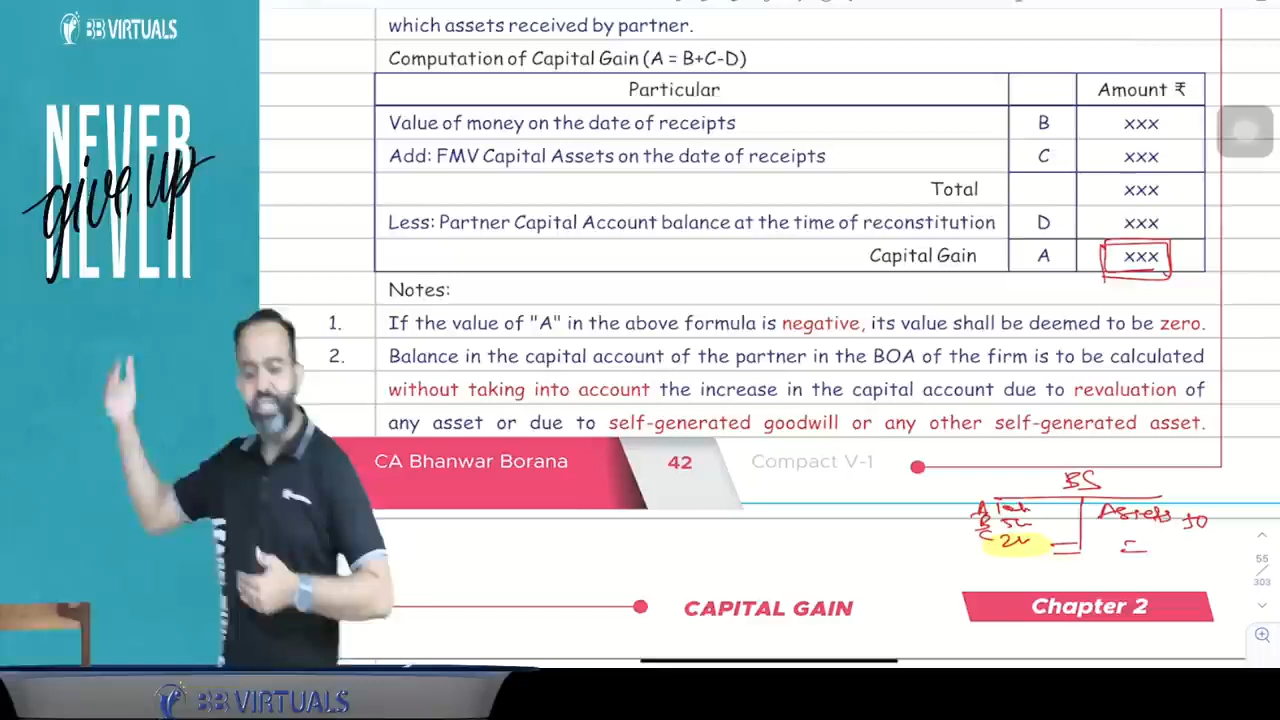 BB VIRTUALS
NEVER
give up
NEVER
which assets received by partner.
Computation of Capital Gain (A = B+C-D)
Particular Amount ₹
Value of money on the date of receipts B xxx
Add: FMV Capital Assets on the date of receipts C xxx
Total xxx
Less: Partner Capital Account balance at the time of reconstitution D xxx
Capital Gain A xxx
Notes:
1. If the value of "A" in the above formula is negative, its value shall be deemed to be zero.
2. Balance in the capital account of the partner in the BOA of the firm is to be calculated
without taking into account the increase in the capital account due to revaluation of
any asset or due to self-generated goodwill or any other self-generated asset.
CA Bhanwar Borana 42 Compact V-1
BS
A
B
C
Assets
55
303
CAPITAL GAIN Chapter 2
BB VIRTUALS